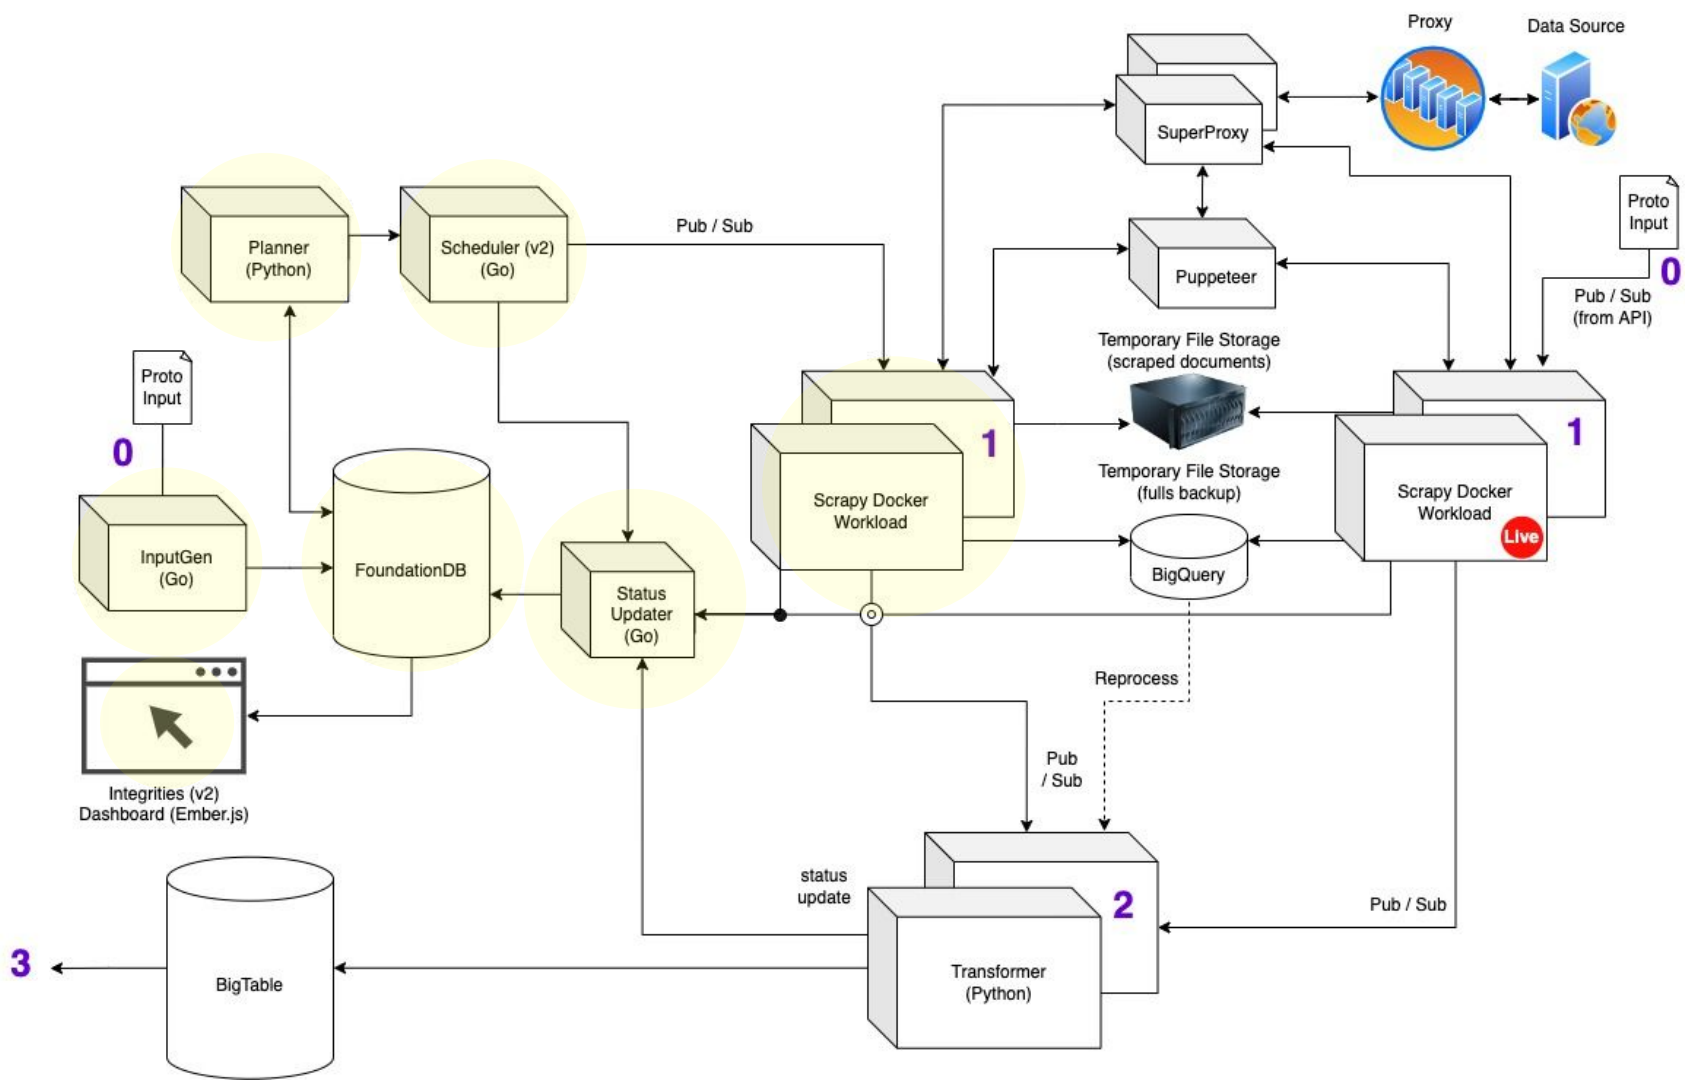 Proxy
Data Source
SuperProxy
Proto
Input
0
Pub / Sub
(from API)
Planner
(Python)
Scheduler (v2)
(Go)
Pub / Sub
Puppeteer
Temporary File Storage
(scraped documents)
Proto
Input
0
1
1
Temporary File Storage
(fulls backup)
Scrapy Docker
Workload
Scrapy Docker
Workload
Live
InputGen
(Go)
FoundationDB
Status
Updater
(Go)
BigQuery
Reprocess
Integrities (v2)
Dashboard (Ember.js)
Pub
/ Sub
status
update
2
Pub / Sub
3
BigTable
Transformer
(Python)